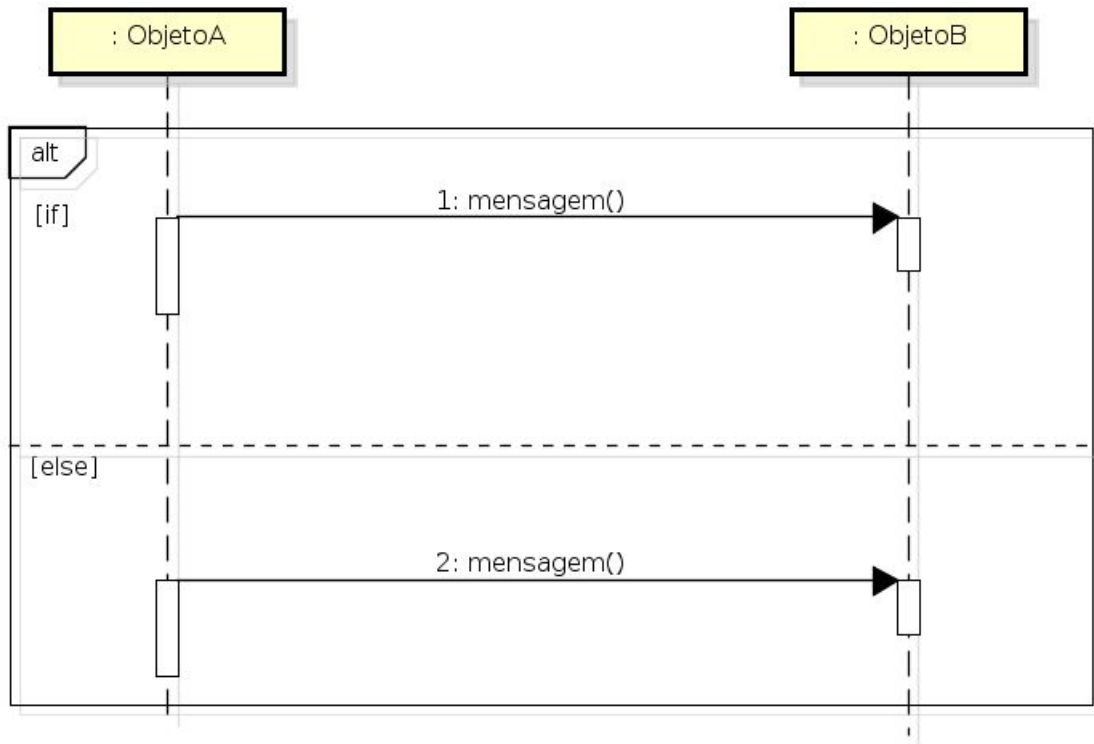 : ObjetoA
: ObjetoB
alt
[if]
1: mensagem()
[else]
2: mensagem()